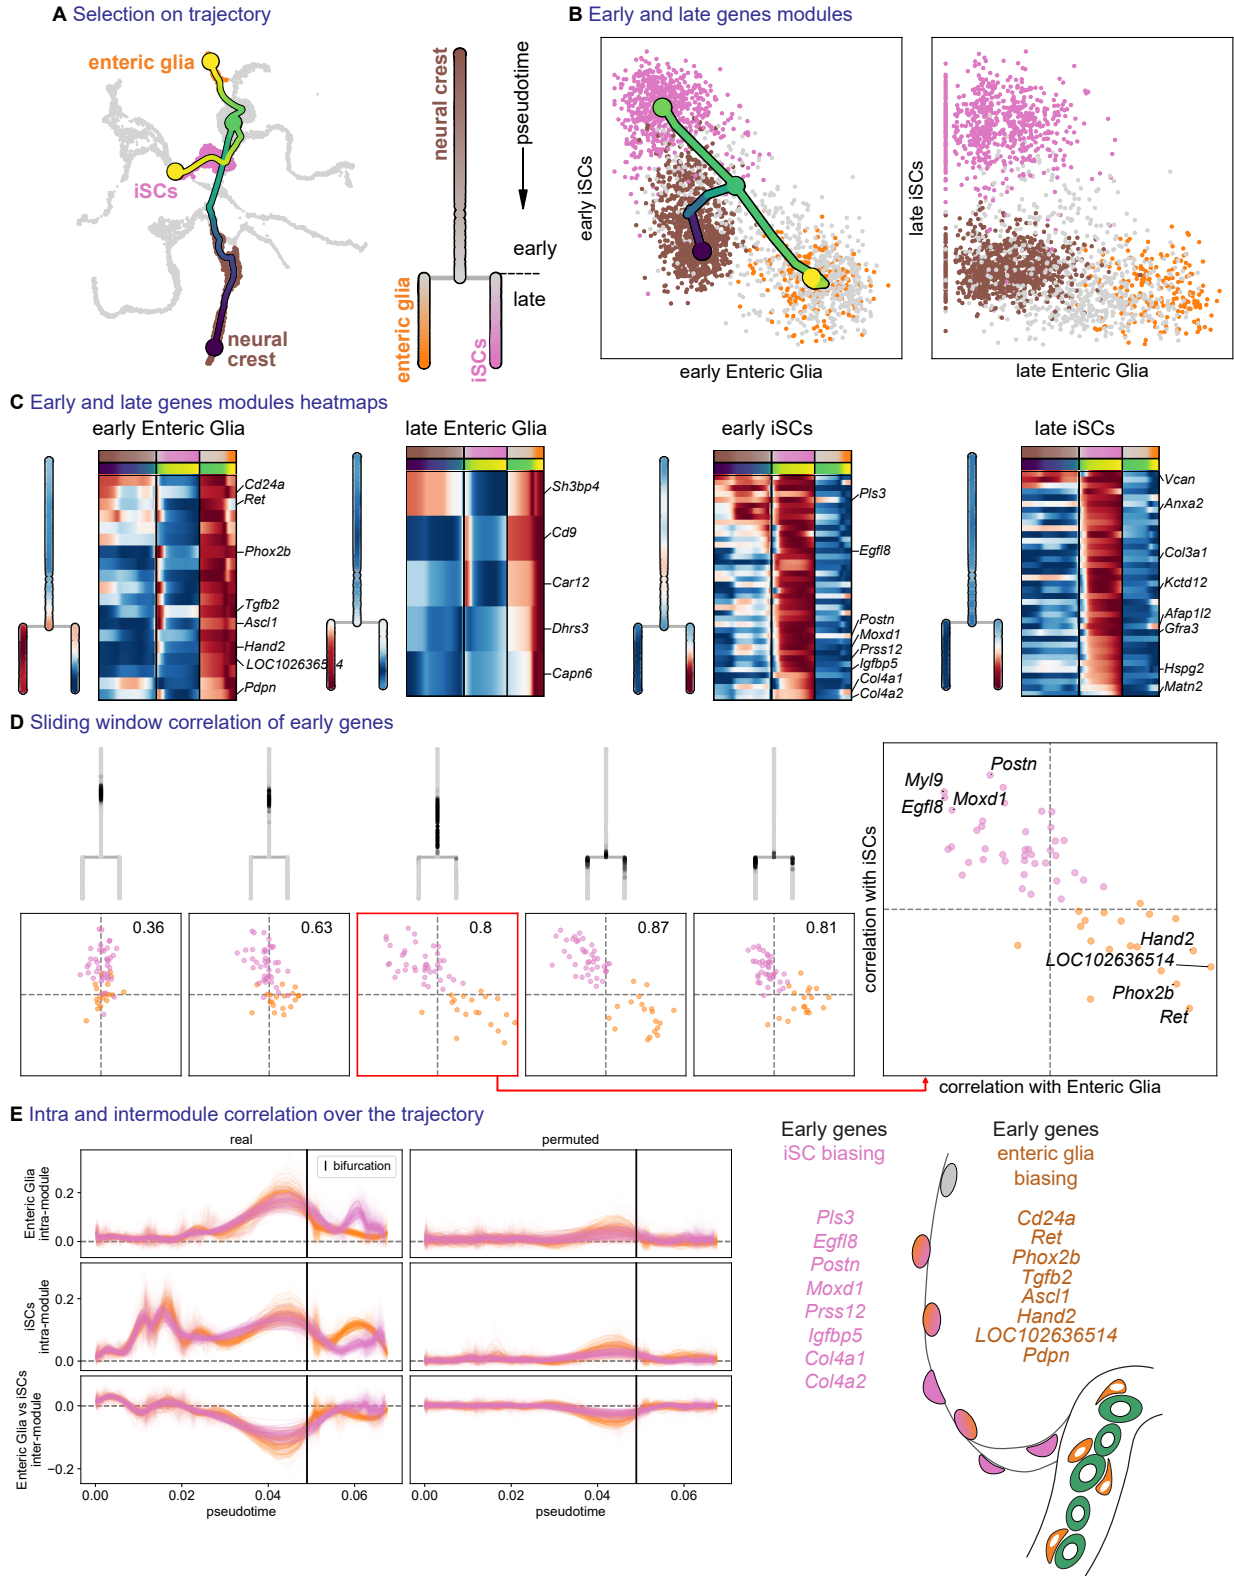 A Selection on trajectory
enteric glia
iSCs
neural
crest
neural crest
pseudotime
early
late
enteric glia
iSCs
B Early and late genes modules
early iSCs
early Enteric Glia
late iSCs
late Enteric Glia
C Early and late genes modules heatmaps
early Enteric Glia
Cd24a
Ret
Phox2b
Tgfb2
Ascl1
Hand2
LOC102636514
Pdpn
late Enteric Glia
Sh3bp4
Cd9
Car12
Dhrs3
Capn6
early iSCs
Pls3
Egfl8
Postn
Moxd1
Prss12
Igfbp5
Col4a1
Col4a2
late iSCs
Vcan
Anxa2
Col3a1
Kctd12
Afap1l2
Gfra3
Hspg2
Matn2
D Sliding window correlation of early genes
0.36
0.63
0.8
0.87
0.81
Postn
Myl9
Egfl8
Moxd1
Hand2
LOC102636514
Phox2b
Ret
correlation with iSCs
correlation with Enteric Glia
E Intra and intermodule correlation over the trajectory
real
permuted
bifurcation
Enteric Glia
intra-module
0.2
0.0
iSCs
intra-module
0.2
0.0
Enteric Glia vs iSCs
inter-module
0.0
−0.2
0.00 0.02 0.04 0.06
pseudotime
0.00 0.02 0.04 0.06
pseudotime
Early genes
iSC biasing
Pls3
Egfl8
Postn
Moxd1
Prss12
Igfbp5
Col4a1
Col4a2
Early genes
enteric glia
biasing
Cd24a
Ret
Phox2b
Tgfb2
Ascl1
Hand2
LOC102636514
Pdpn